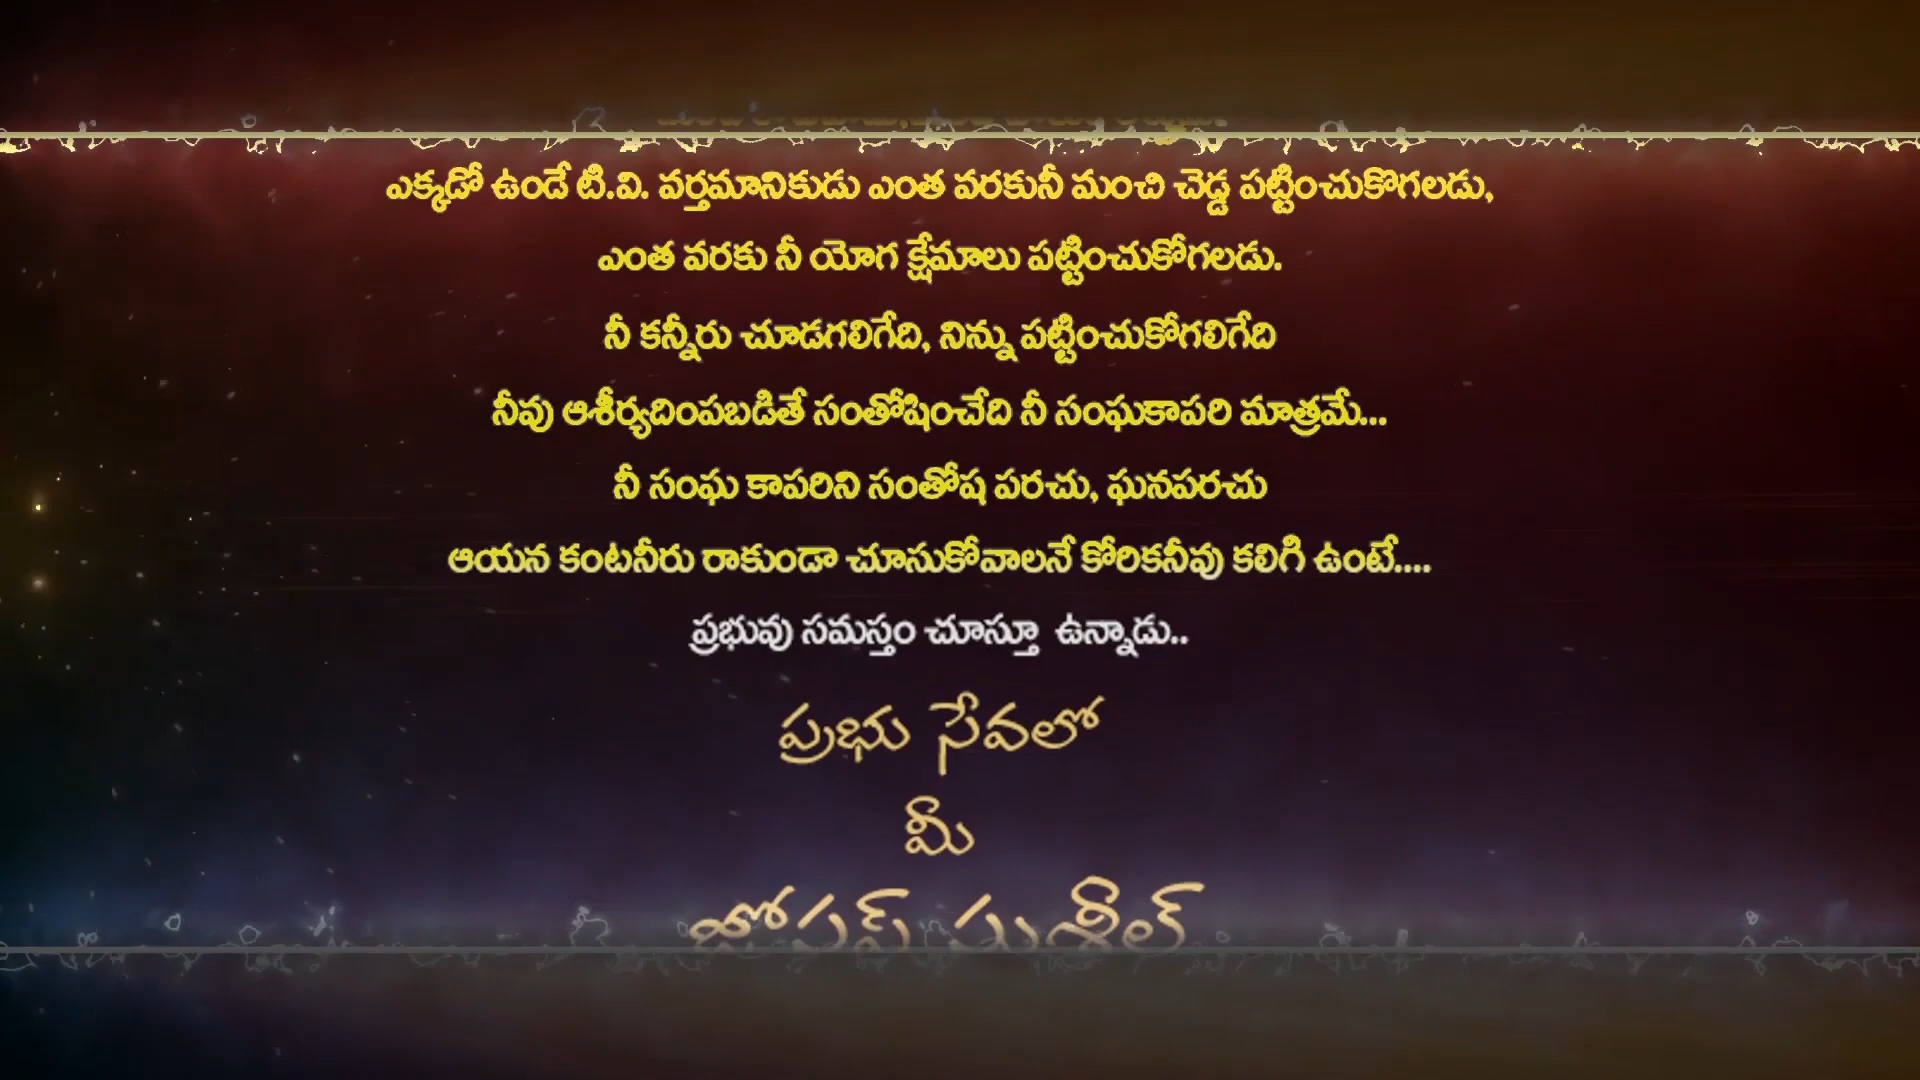 ఎక్కడో ఉండే టి.వి. వర్తమానికుడు ఎంత వరకునీ మంచి చెడ్డ పట్టించుకొగలడు,
ఎంత వరకు నీ యోగ క్షేమాలు పట్టించుకోగలడు.
నీ కన్నీరు చూడగలిగేది, నిన్ను పట్టించుకోగలిగేది
నీవు ఆశీర్యదింపబడితే సంతోషించేది నీ సంఘకాపరి మాత్రమే...
నీ సంఘ కాపరిని సంతోష పరచు, ఘనపరచు
ఆయన కంటనీరు రాకుండా చూసుకోవాలనే కోరికనీవు కలిగి ఉంటే....
ప్రభువు సమస్తం చూస్తూ ఉన్నాడు..
ప్రభు సేవలో
మీ